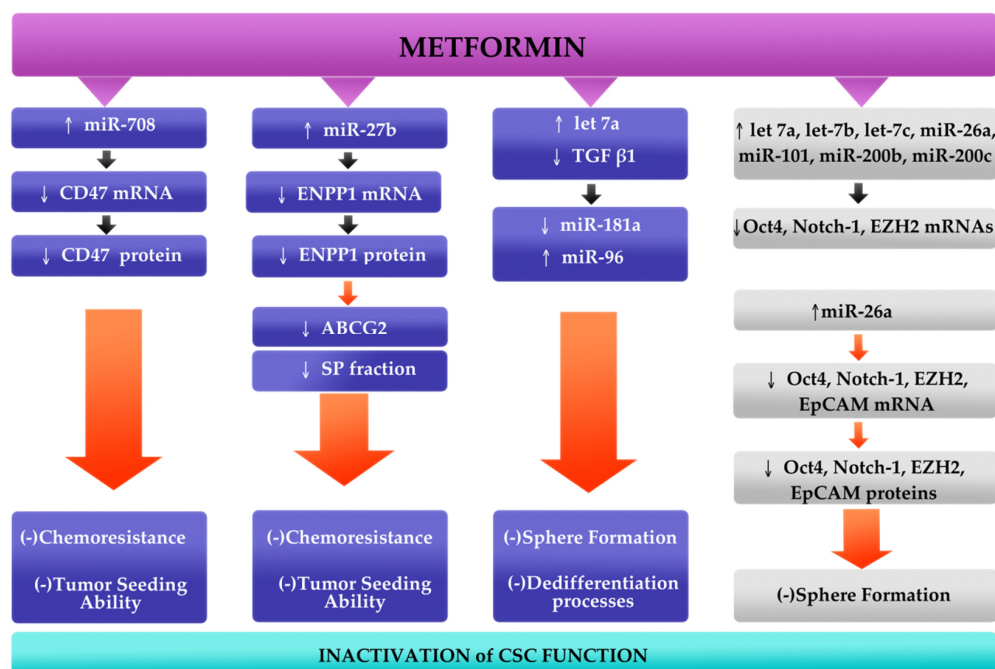 METFORMIN
↑ miR-708
↓ CD47 mRNA
↓ CD47 protein
(-)Chemoresistance
(-)Tumor Seeding
Ability
↑ miR-27b
↓ ENPP1 mRNA
↓ ENPP1 protein
↓ ABCG2
↓ SP fraction
(-)Chemoresistance
(-)Tumor Seeding
Ability
↑ let 7a
↓ TGF β1
↓ miR-181a
↑ miR-96
(-)Sphere Formation
(-)Dedifferentiation
processes
↑ let 7a, let-7b, let-7c, miR-26a,
miR-101, miR-200b, miR-200c
↓Oct4, Notch-1, EZH2 mRNAs
↑miR-26a
↓ Oct4, Notch-1, EZH2,
EpCAM mRNA
↓ Oct4, Notch-1, EZH2,
EpCAM proteins
(-)Sphere Formation
INACTIVATION of CSC FUNCTION